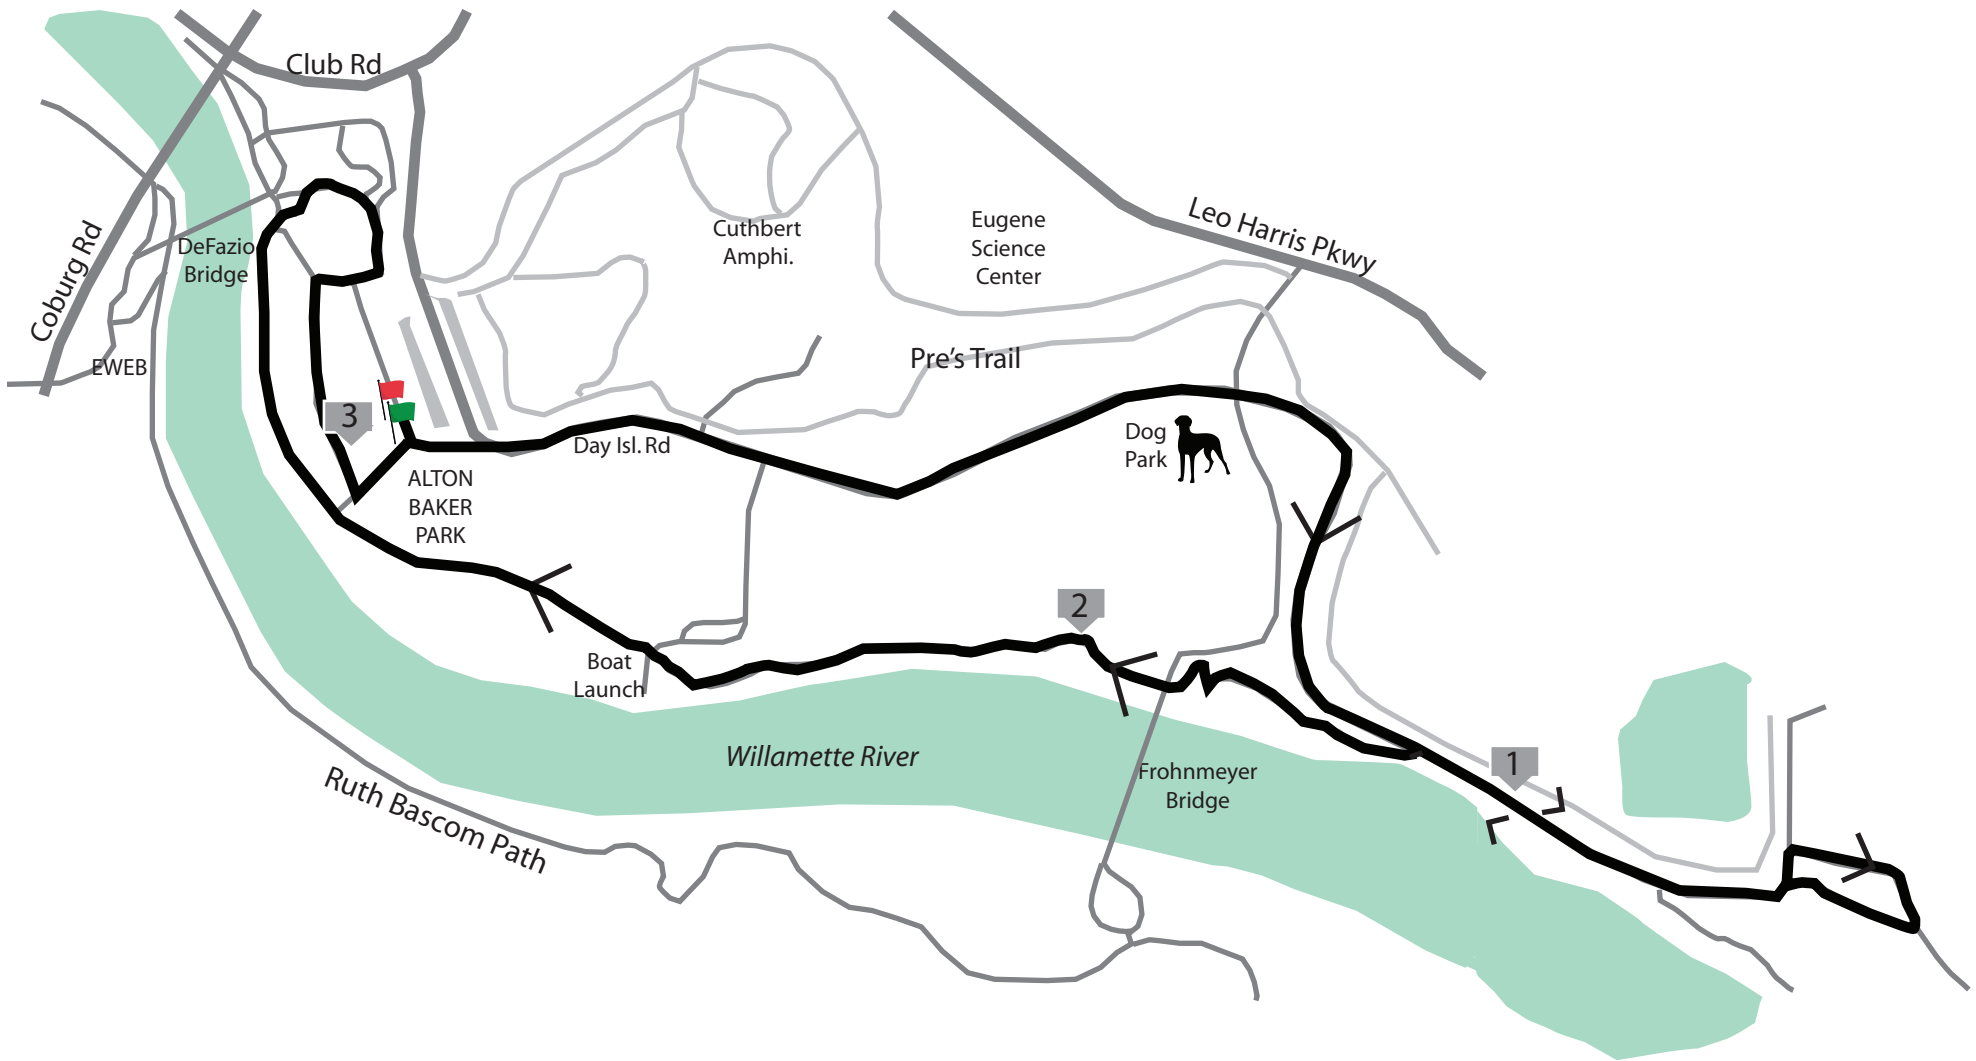 Club Rd
Coburg Rd
DeFazio
Bridge
EWEB
Cuthbert
Amphi.
Eugene
Science
Center
Leo Harris Pkwy
Pre's Trail
3
Day Isl. Rd
Dog
Park
ALTON
BAKER
PARK
2
Boat
Launch
Willamette River
Frohnmeyer
Bridge
1
Ruth Bascom Path